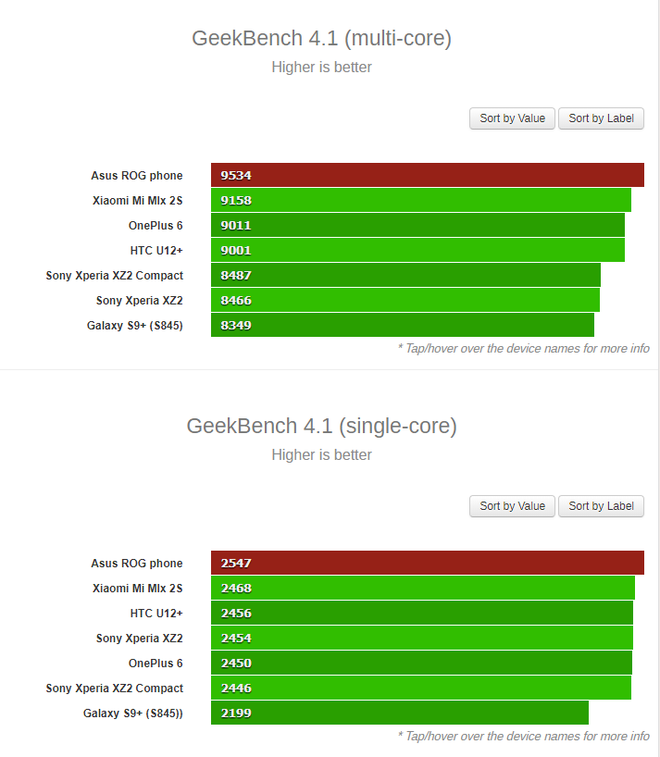 GeekBench 4.1 (multi-core)
Higher is better
Sort by Value Sort by Label
Asus ROG phone 9534
Xiaomi Mi MIx 2S 9158
OnePlus 6 9011
HTC U12+ 9001
Sony Xperia XZ2 Compact 8487
Sony Xperia XZ2 8466
Galaxy S9+ (S845) 8349
* Tap/hover over the device names for more info
GeekBench 4.1 (single-core)
Higher is better
Sort by Value Sort by Label
Asus ROG phone 2547
Xiaomi Mi MIx 2S 2468
HTC U12+ 2456
Sony Xperia XZ2 2454
OnePlus 6 2450
Sony Xperia XZ2 Compact 2446
Galaxy S9+ (S845)) 2199
* Tap/hover over the device names for more info